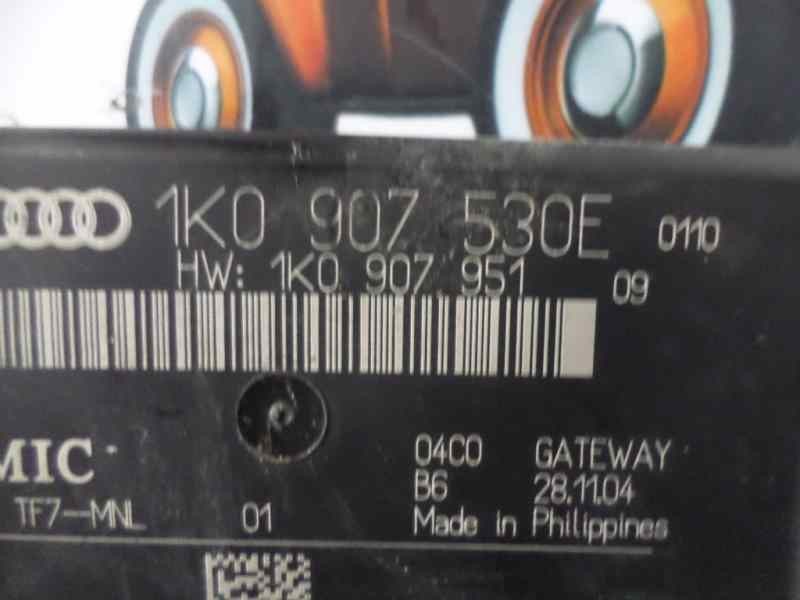 1K0 907 530E 0110
HW: 1K0 907 951 09
MIC
04C0 GATEWAY
TF7-MNL 01 B6 28.11.04
Made in Philippines